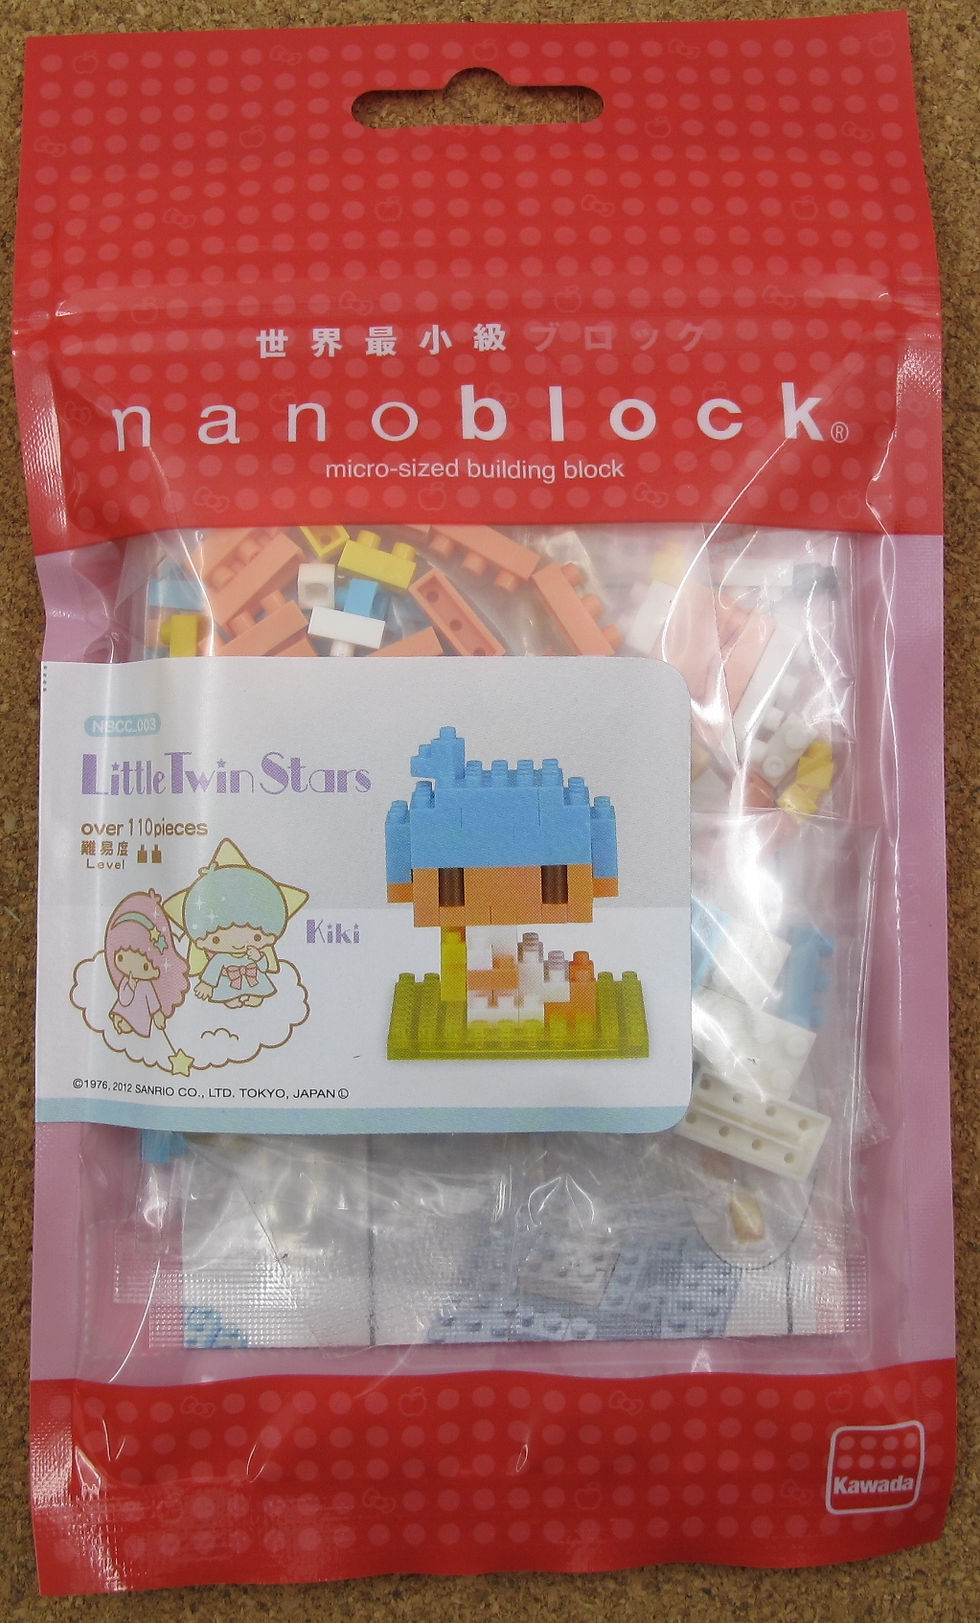 世界最小級ブロック
nanoblock®
micro-sized building block
NBCC_003
Little Twin Stars
over 110pieces
難易度
Level
Kiki
©1976, 2012 SANRIO CO., LTD. TOKYO, JAPAN Ⓛ
Kawada